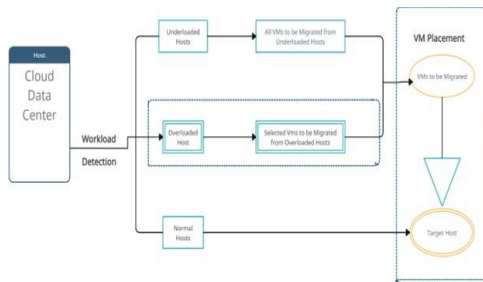 Host
Cloud
Data
Center
Workload
Detection
Underloaded
Hosts
All VMs to be Migrated from
Underloaded Hosts
Overloaded
Host
Selected Vms to be Migrated
from Overloaded Hosts
Normal
Hosts
VM Placement
VMs to be Migrated
Target Host